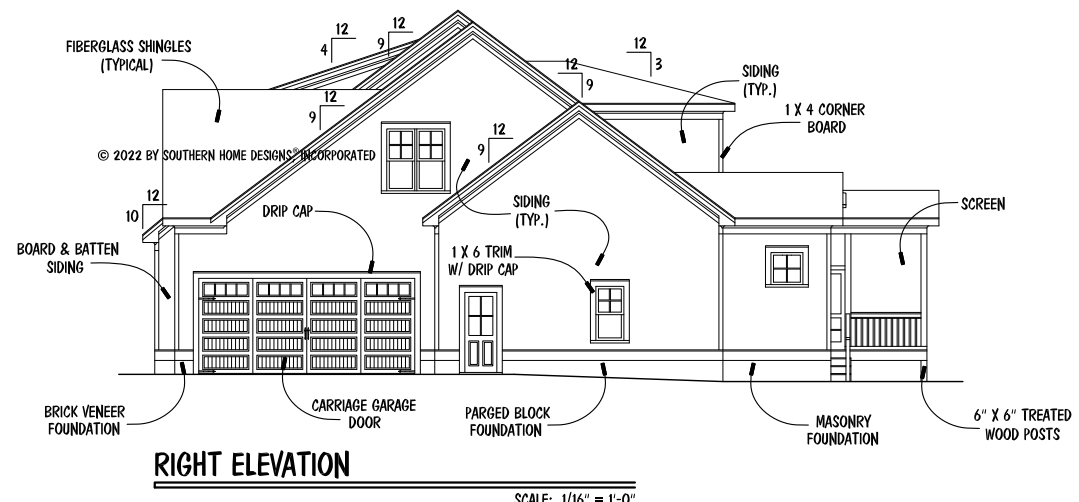 12
4
12
9
12
3
12
9
FIBERGLASS SHINGLES
(TYPICAL)
SIDING
(TYP.)
12
9
1 X 4 CORNER
BOARD
12
9
© 2022 BY SOUTHERN HOME DESIGNS® INCORPORATED
12
10
DRIP CAP
SIDING
(TYP.)
SCREEN
BOARD & BATTEN
SIDING
1 X 6 TRIM
W/ DRIP CAP
BRICK VENEER
FOUNDATION
CARRIAGE GARAGE
DOOR
PARGED BLOCK
FOUNDATION
MASONRY
FOUNDATION
6" X 6" TREATED
WOOD POSTS
RIGHT ELEVATION
SCALE: 1/16" = 1'-0"